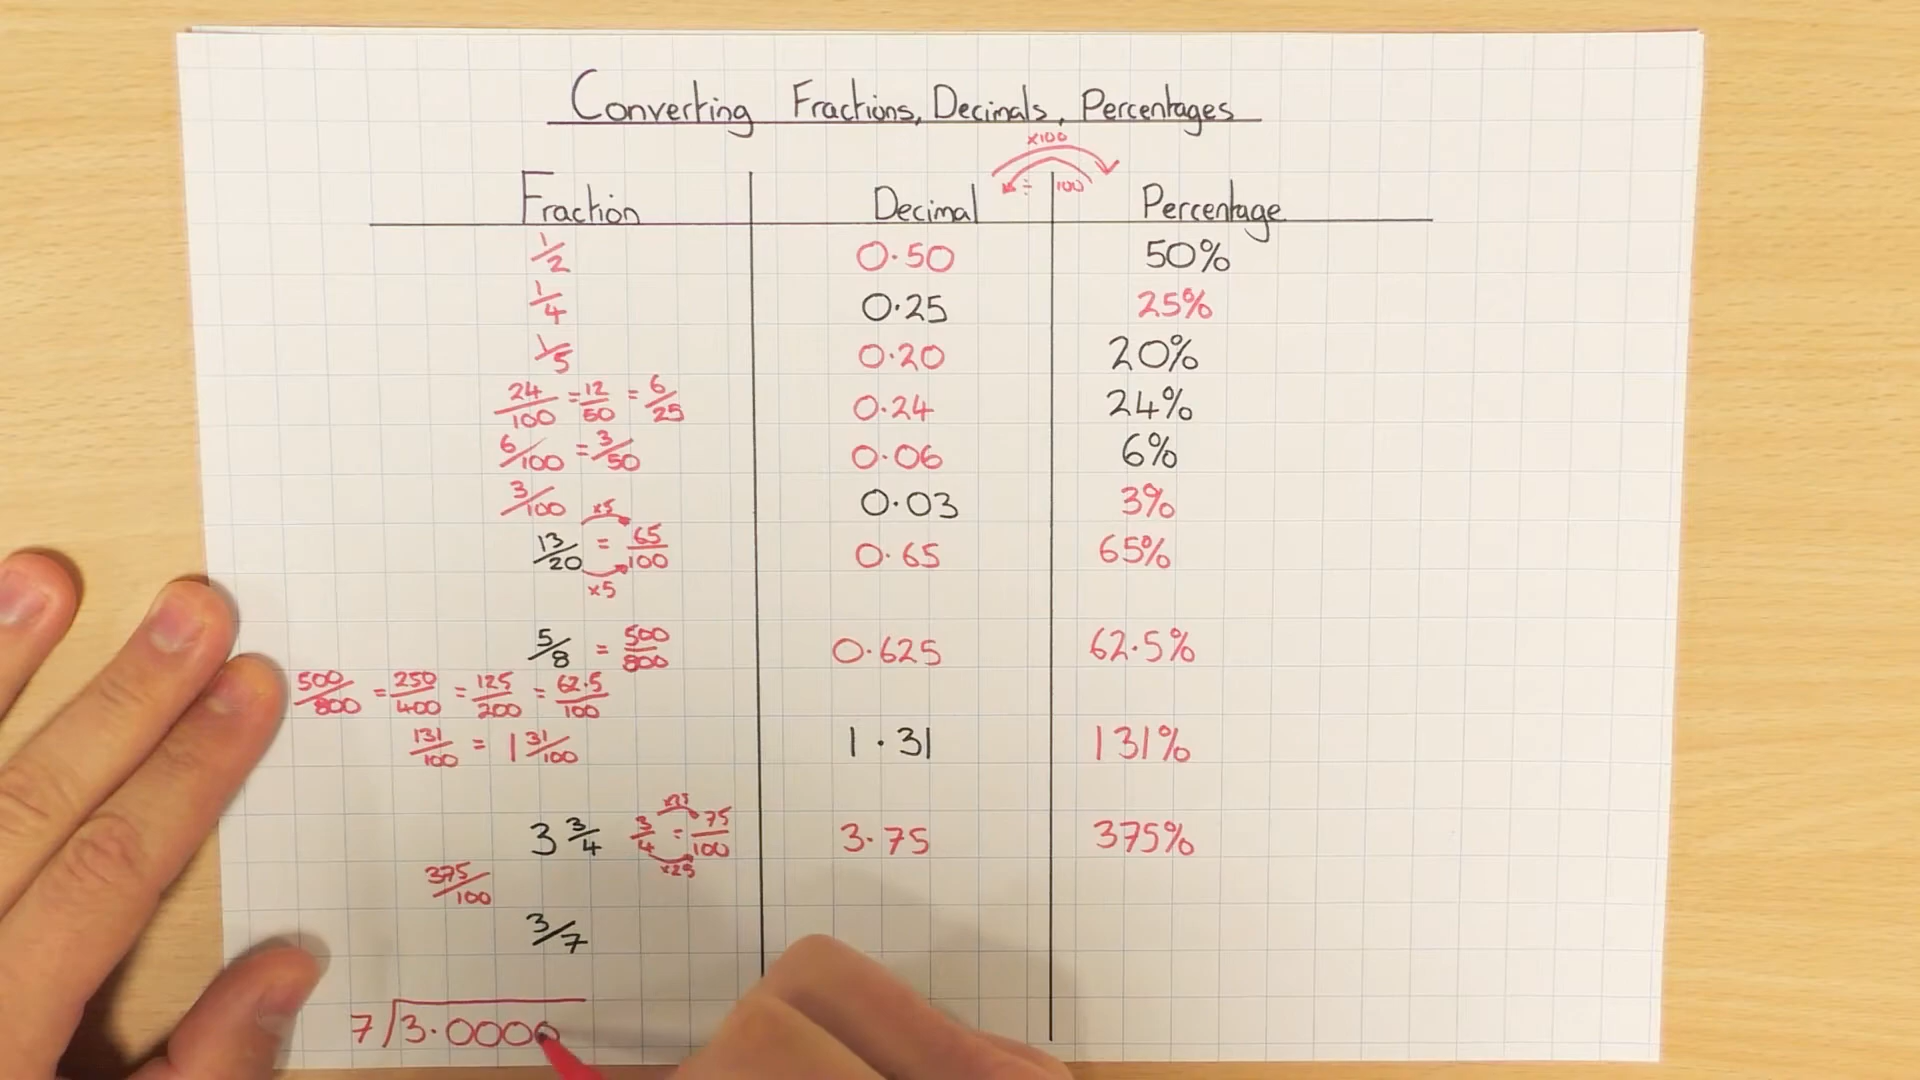 Converting Fractions, Decimals, Percentages
×100
÷ 100
Fraction Decimal Percentage
1/2 0.50 50%
1/4 0.25 25%
1/5 0.20 20%
24/100 = 12/50 = 6/25 0.24 24%
6/100 = 3/50 0.06 6%
3/100 0.03 3%
×5
13/20 = 65/100 0.65 65%
×5
5/8 = 500/800 0.625 62.5%
500/800 = 250/400 = 125/200 = 62.5/100
131/100 = 1 31/100 1.31 131%
×25
3 3/4 3/4 = 75/100 3.75 375%
×25
375/100
3/7
7)3.0000